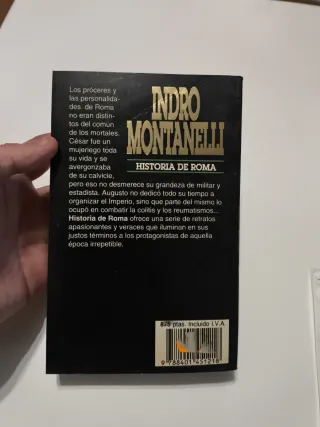 INDRO
MONTANELLI
HISTORIA DE ROMA
Los próceres y
las personalida-
des de Roma
no eran distin-
tos del común
de los mortales.
César fue un
mujeriego toda
su vida y se
avergonzaba
de su calvicie,
pero eso no desmerece su grandeza de militar y
estadista. Augusto no dedicó todo su tiempo a
organizar el Imperio, sino que parte del mismo lo
ocupó en combatir la colitis y los reumatismos...
Historia de Roma ofrece una serie de retratos
apasionantes y veraces que iluminan en sus
justos términos a los protagonistas de aquella
época irrepetible.
ptas. Incluido I.V.A.
9 788401 451218